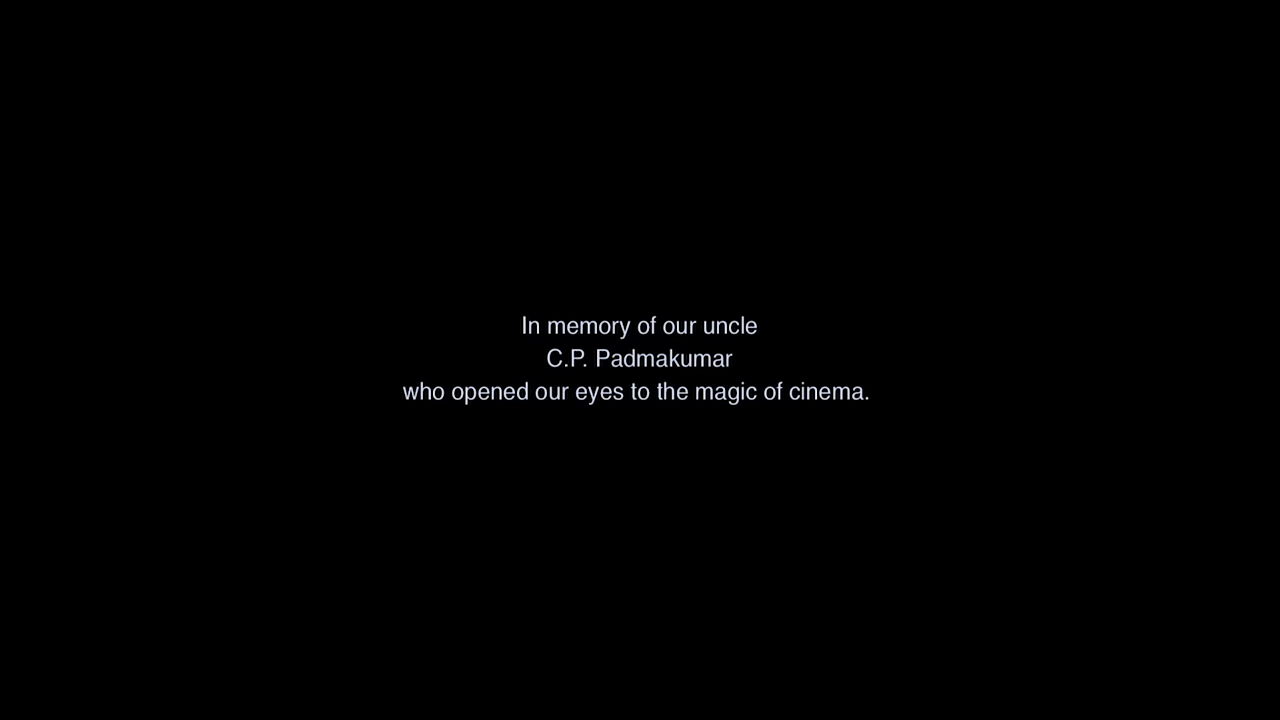 In memory of our uncle
C.P. Padmakumar
who opened our eyes to the magic of cinema.